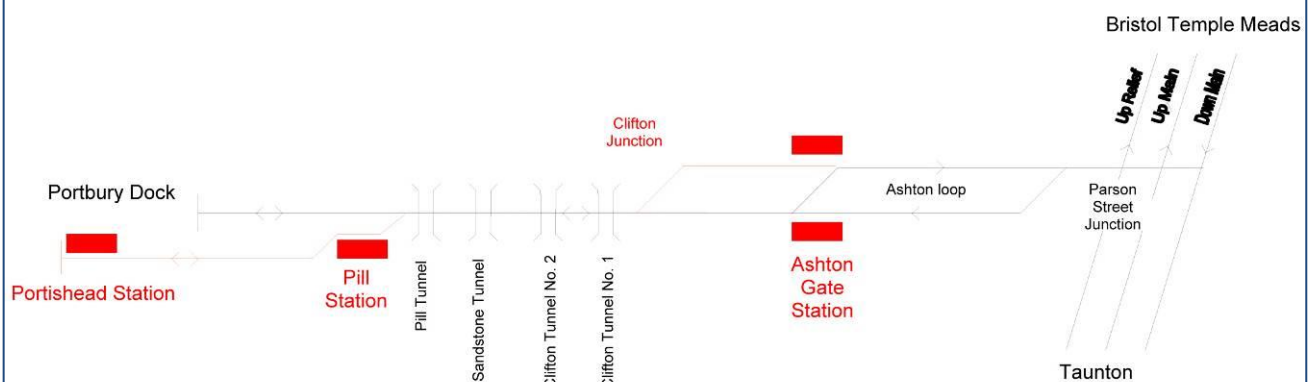 Bristol Temple Meads
Up Relief
Up Main
Down Main
Clifton
Junction
Portbury Dock
Ashton loop
Parson
Street
Junction
Portishead Station
Pill
Station
Pill Tunnel
Sandstone Tunnel
Clifton Tunnel No. 2
Clifton Tunnel No. 1
Ashton
Gate
Station
Taunton